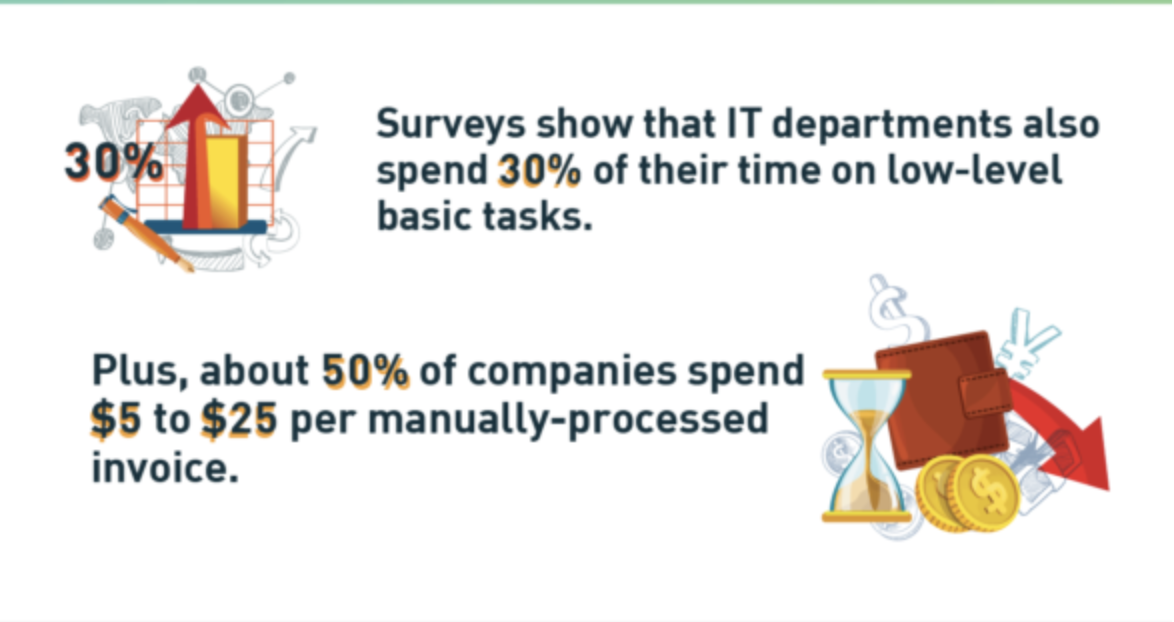 30%
Surveys show that IT departments also
spend 30% of their time on low-level
basic tasks.
Plus, about 50% of companies spend
$5 to $25 per manually-processed
invoice.